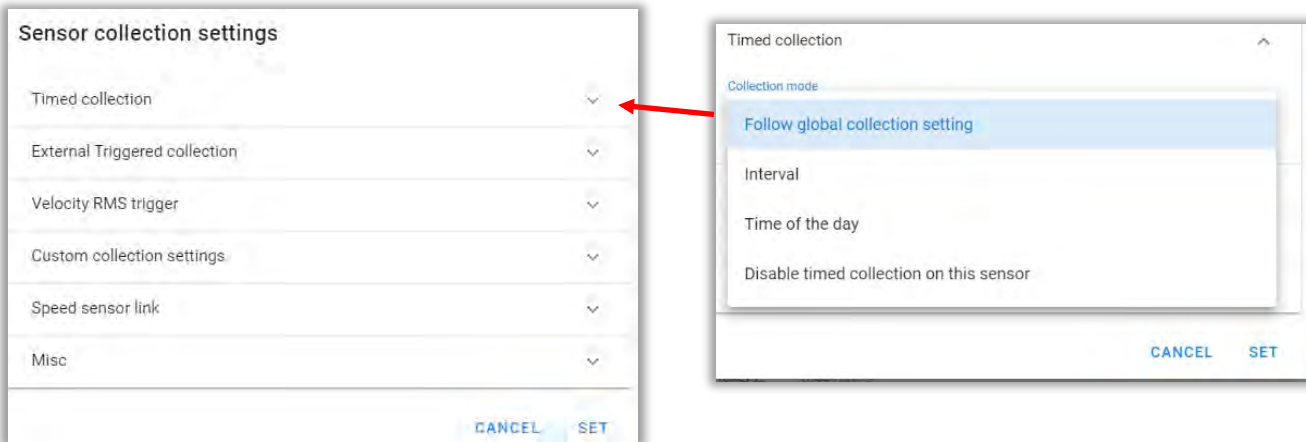 Sensor collection settings
Timed collection
External Triggered collection
Velocity RMS trigger
Custom collection settings
Speed sensor link
Misc
CANCEL SET
Timed collection
Collection mode
Follow global collection setting
Interval
Time of the day
Disable timed collection on this sensor
CANCEL SET